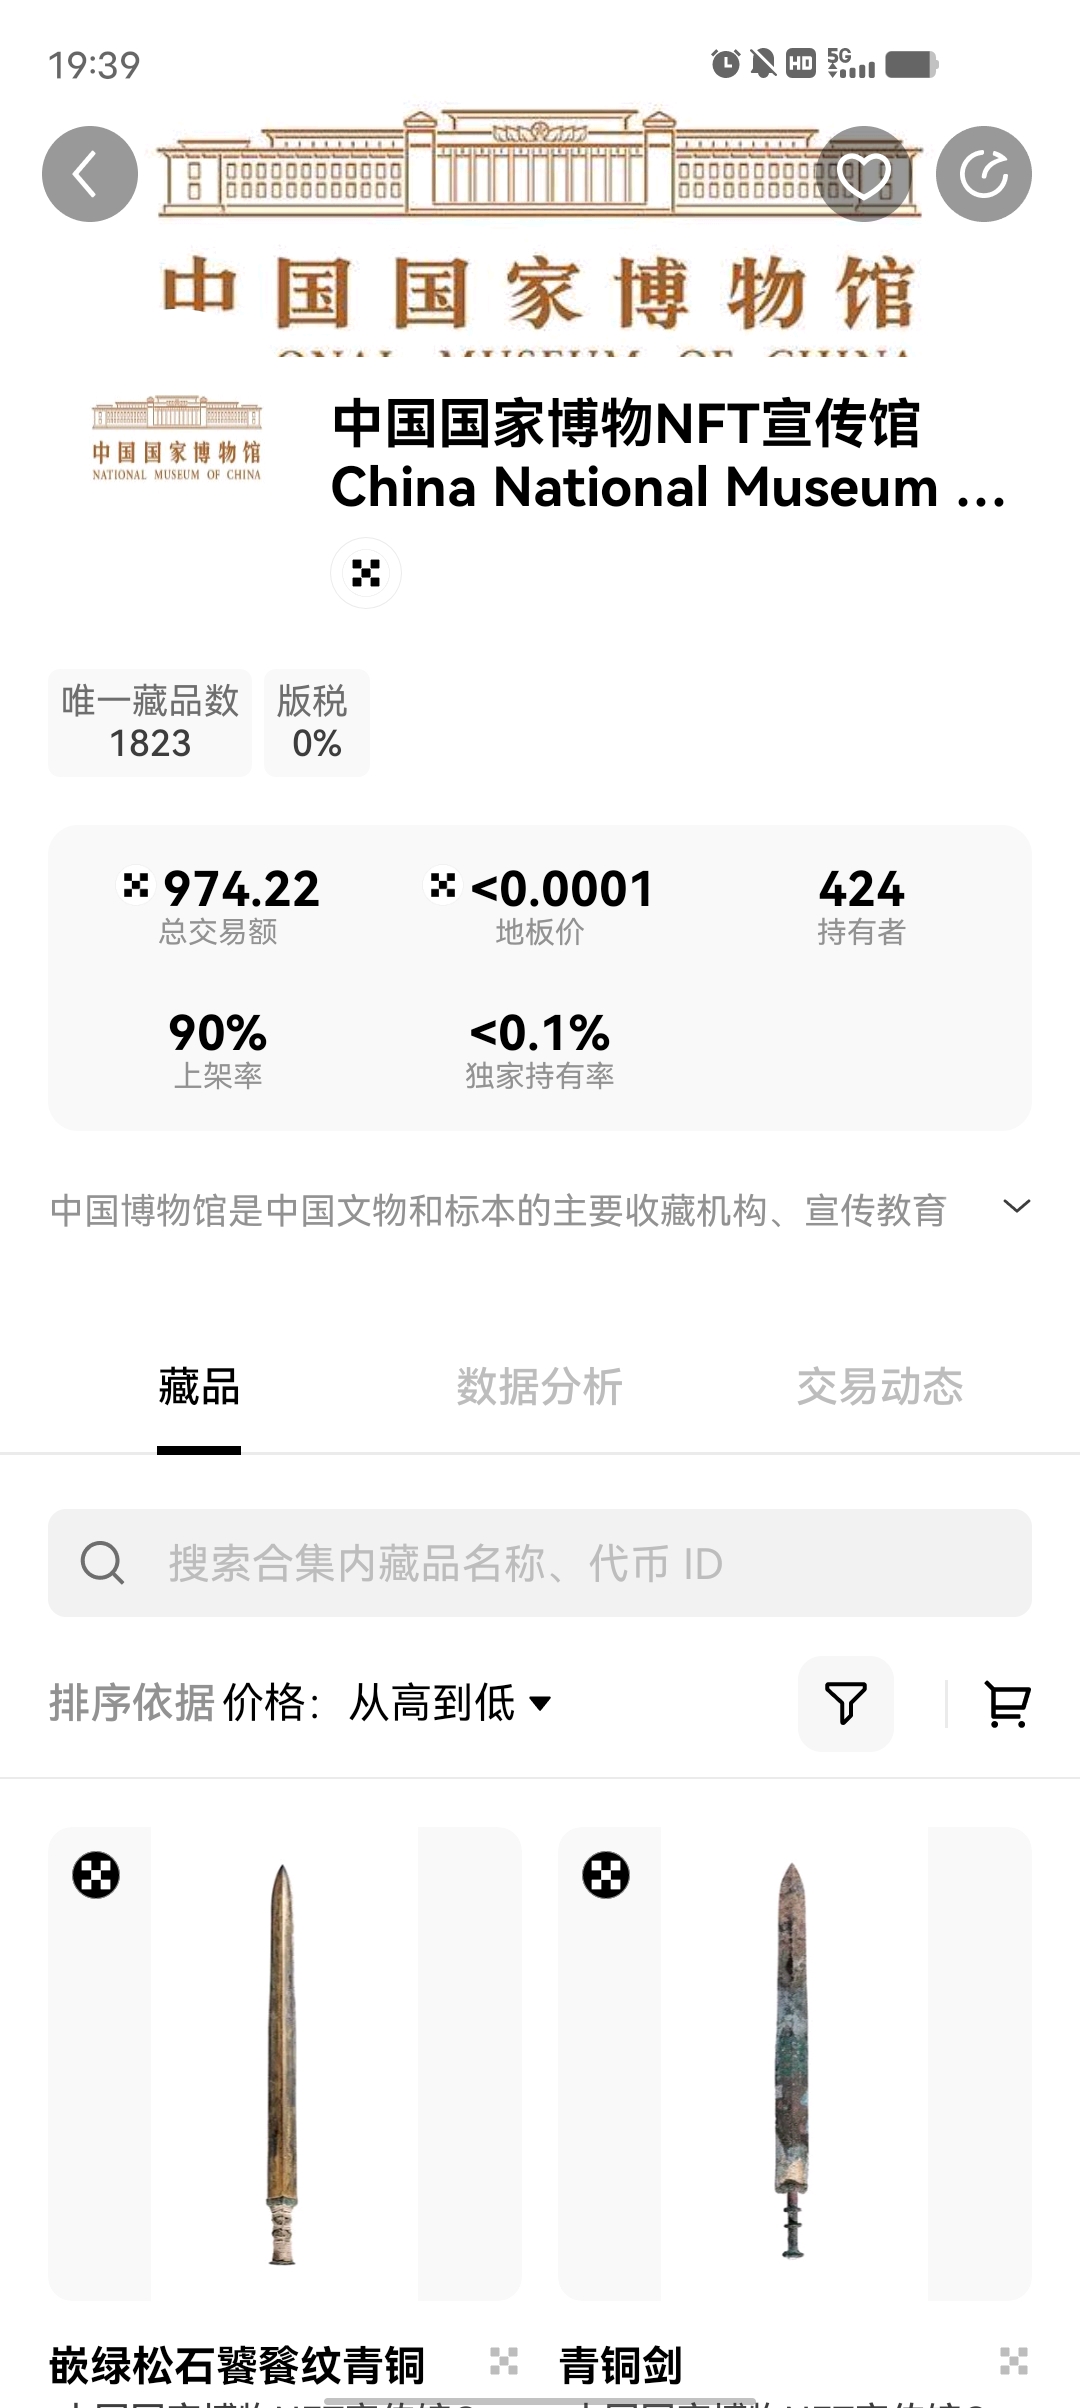 19:39
HD 5G
中国国家博物馆
NATIONAL MUSEUM OF CHINA
中国国家博物馆
NATIONAL MUSEUM OF CHINA
中国国家博物NFT宣传馆
China National Museum ...
唯一藏品数 版税
1823 0%
974.22 <0.0001 424
总交易额 地板价 持有者
90% <0.1%
上架率 独家持有率
中国博物馆是中国文物和标本的主要收藏机构、宣传教育
藏品 数据分析 交易动态
搜索合集内藏品名称、代币 ID
排序依据 价格：从高到低
嵌绿松石饕餮纹青铜 青铜剑